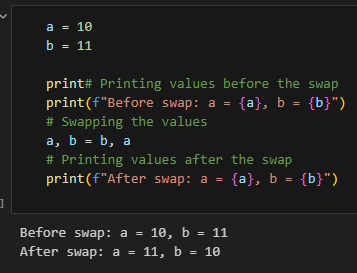 a = 10
b = 11
print# Printing values before the swap
print(f"Before swap: a = {a}, b = {b}")
# Swapping the values
a, b = b, a
# Printing values after the swap
print(f"After swap: a = {a}, b = {b}")
]
Before swap: a = 10, b = 11
After swap: a = 11, b = 10